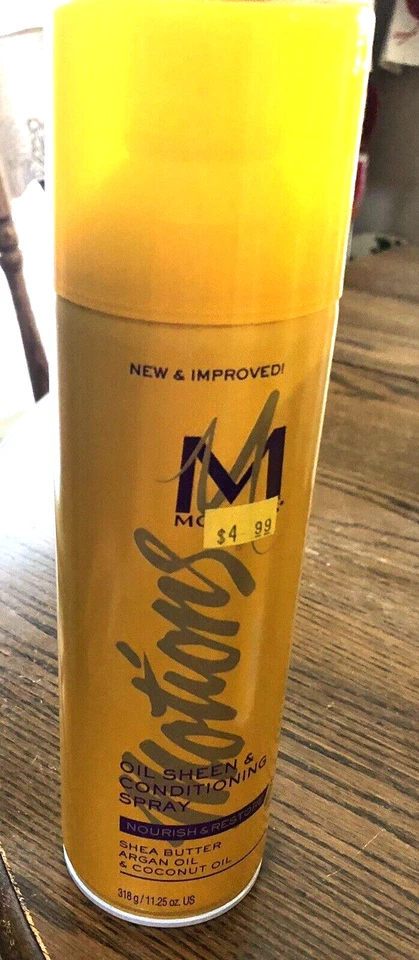 NEW & IMPROVED!
M
$4 99
Motions
OIL SHEEN &
CONDITIONING
SPRAY
NOURISH & RESTORE
SHEA BUTTER
ARGAN OIL
& COCONUT OIL
318 g / 11.25 oz. US